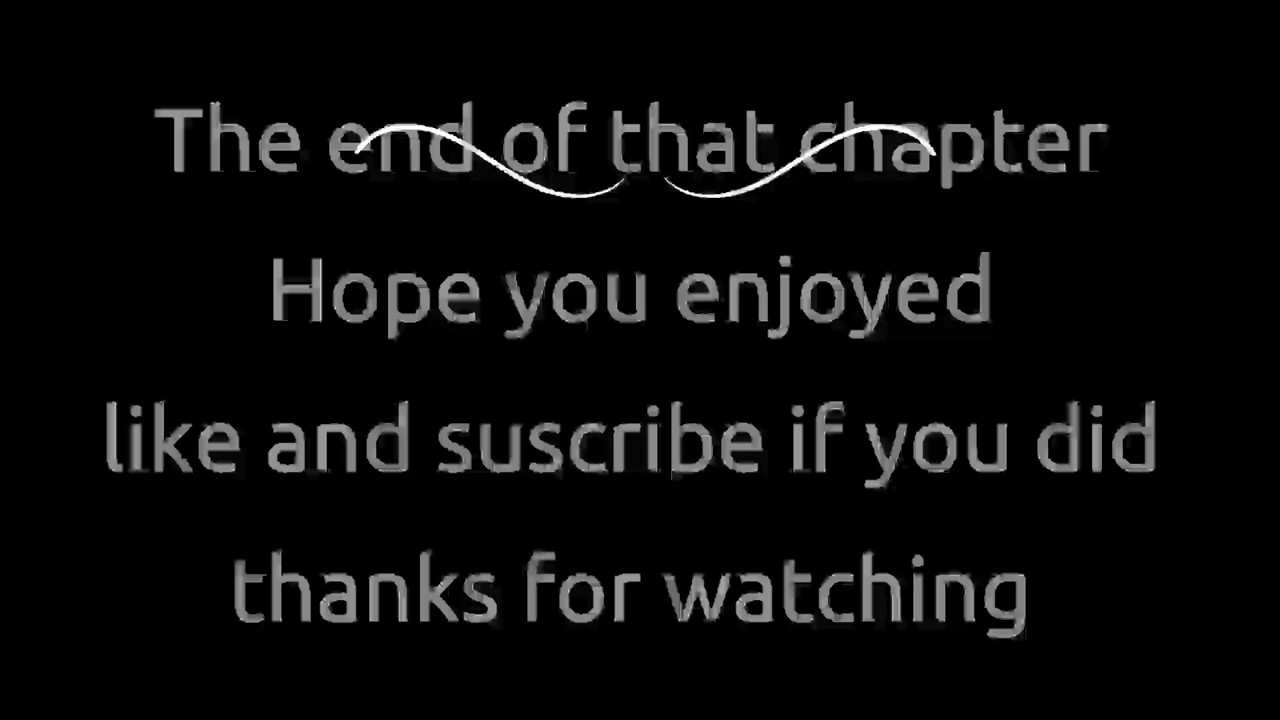 The end of that chapter
Hope you enjoyed
like and suscribe if you did
thanks for watching